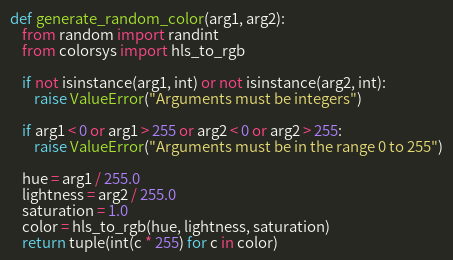 def generate_random_color(arg1, arg2):
    from random import randint
    from colorsys import hls_to_rgb

    if not isinstance(arg1, int) or not isinstance(arg2, int):
        raise ValueError("Arguments must be integers")

    if arg1 < 0 or arg1 > 255 or arg2 < 0 or arg2 > 255:
        raise ValueError("Arguments must be in the range 0 to 255")

    hue = arg1 / 255.0
    lightness = arg2 / 255.0
    saturation = 1.0
    color = hls_to_rgb(hue, lightness, saturation)
    return tuple(int(c * 255) for c in color)